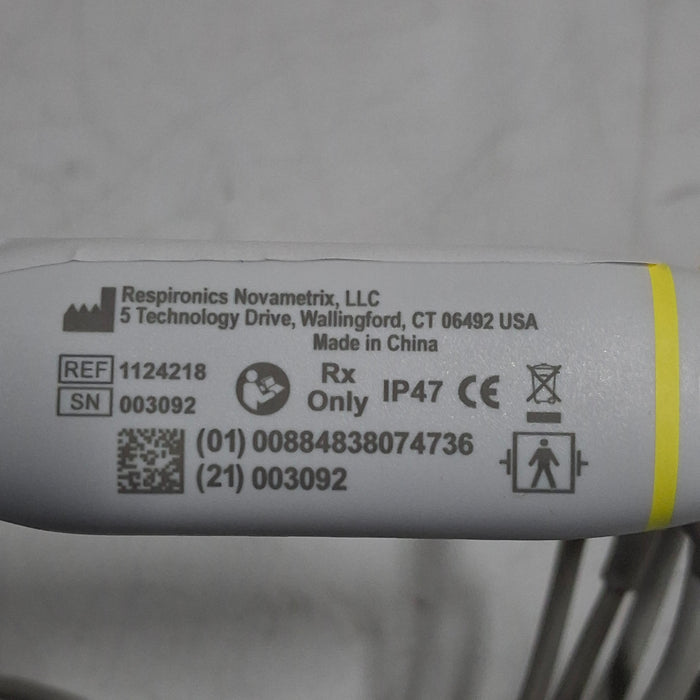 Respironics Novametrix, LLC
5 Technology Drive, Wallingford, CT 06492 USA
Made in China
REF 1124218
SN 003092
Rx Only
IP47
CE
(01) 00884838074736
(21) 003092